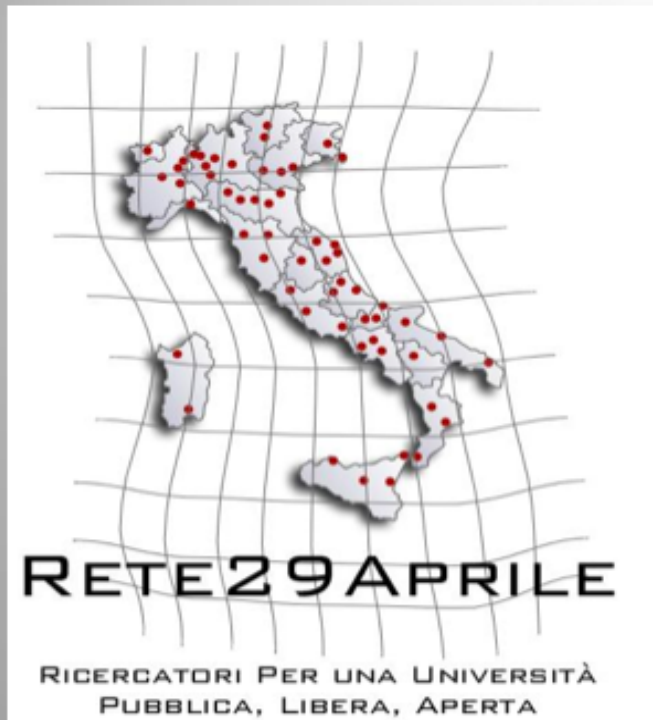 Rete29Aprile
Ricercatori Per una Università
Pubblica, Libera, Aperta